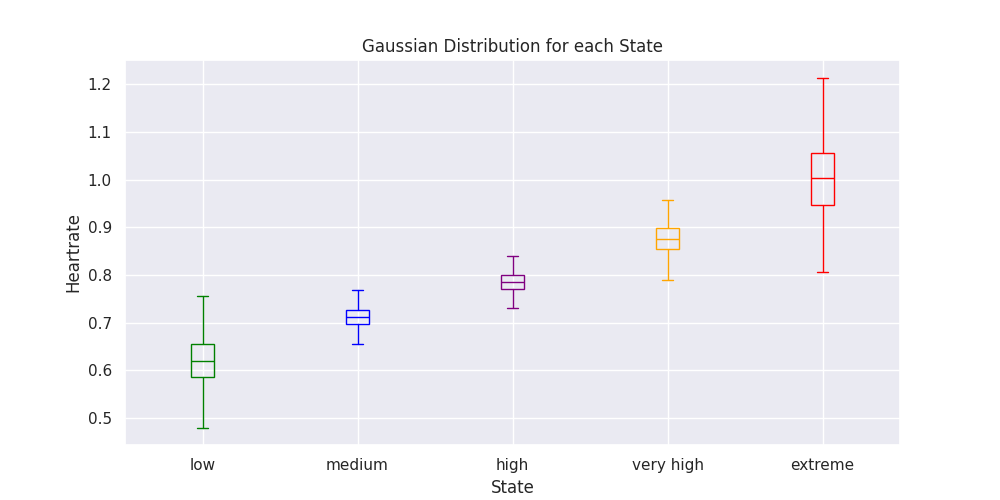 Gaussian Distribution for each State
1.2
1.1
1.0
0.9
0.8
0.7
0.6
0.5
Heartrate
low medium high very high extreme
State